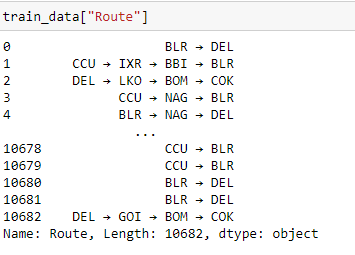 train_data["Route"]
0                    BLR → DEL
1        CCU → IXR → BBI → BLR
2        DEL → LKO → BOM → COK
3              CCU → NAG → BLR
4              BLR → NAG → DEL
                 ...
10678                CCU → BLR
10679                CCU → BLR
10680                BLR → DEL
10681                BLR → DEL
10682    DEL → GOI → BOM → COK
Name: Route, Length: 10682, dtype: object